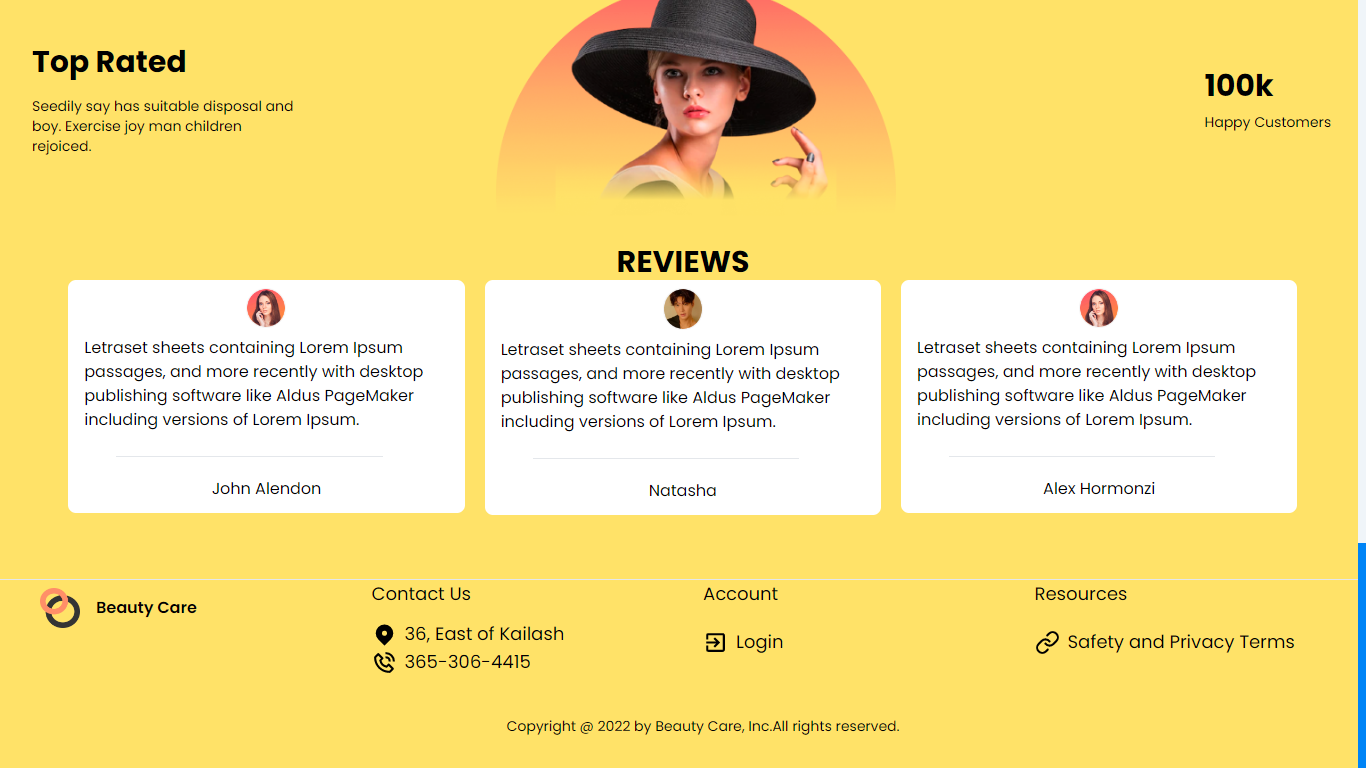 Top Rated
Seedily say has suitable disposal and
boy. Exercise joy man children
rejoiced.
100k
Happy Customers
REVIEWS
Letraset sheets containing Lorem Ipsum
passages, and more recently with desktop
publishing software like Aldus PageMaker
including versions of Lorem Ipsum.
John Alendon
Letraset sheets containing Lorem Ipsum
passages, and more recently with desktop
publishing software like Aldus PageMaker
including versions of Lorem Ipsum.
Natasha
Letraset sheets containing Lorem Ipsum
passages, and more recently with desktop
publishing software like Aldus PageMaker
including versions of Lorem Ipsum.
Alex Hormonzi
Beauty Care
Contact Us
36, East of Kailash
365-306-4415
Account
Login
Resources
Safety and Privacy Terms
Copyright @ 2022 by Beauty Care, Inc.All rights reserved.